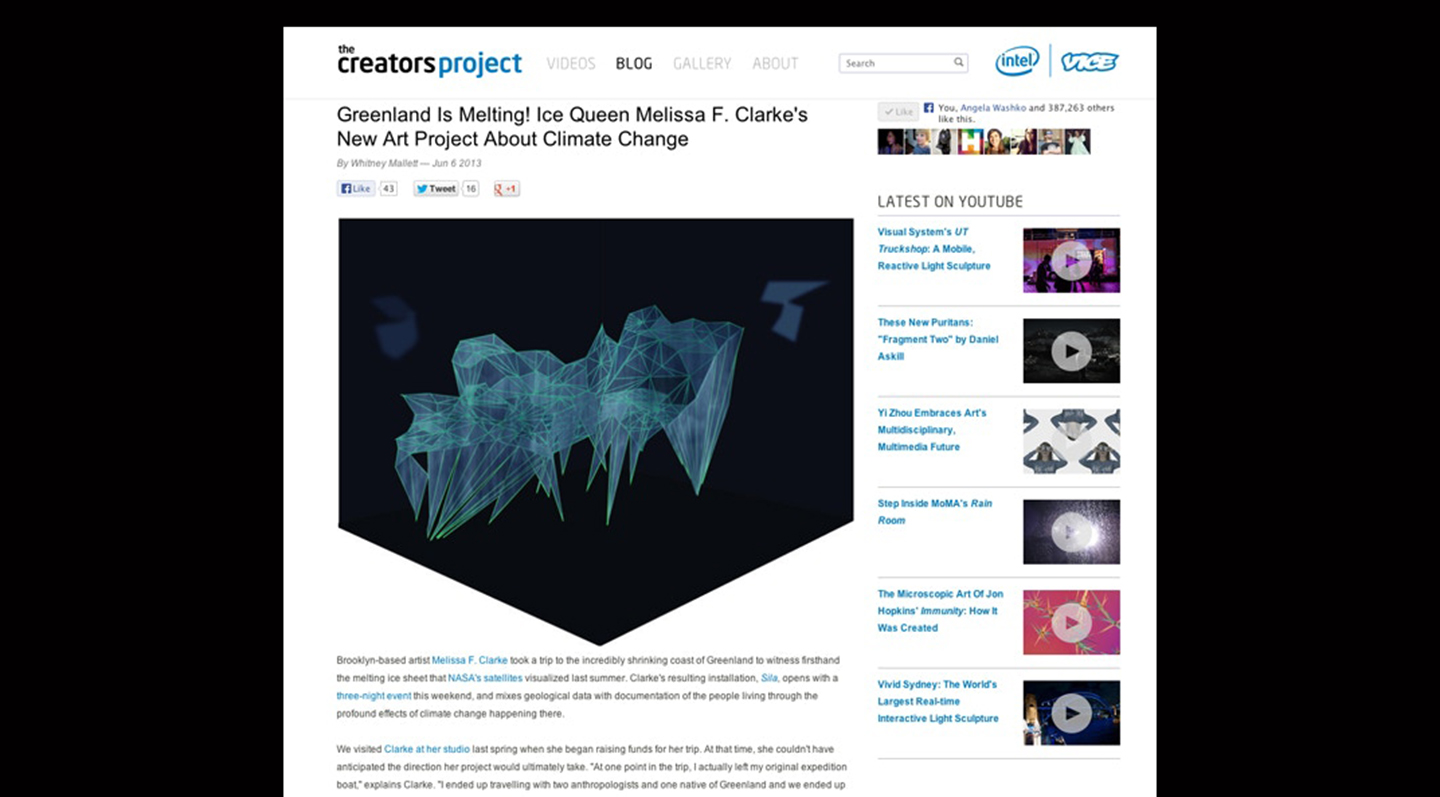 the
creatorsproject
VIDEOS BLOG GALLERY ABOUT
Search
intel
VICE
Greenland Is Melting! Ice Queen Melissa F. Clarke's
New Art Project About Climate Change
By Whitney Mallett — Jun 6 2013
Like 43 Tweet 16 +1
Brooklyn-based artist Melissa F. Clarke took a trip to the incredibly shrinking coast of Greenland to witness firsthand
the melting ice sheet that NASA's satellites visualized last summer. Clarke's resulting installation, Sila, opens with a
three-night event this weekend, and mixes geological data with documentation of the people living through the
profound effects of climate change happening there.
We visited Clarke at her studio last spring when she began raising funds for her trip. At that time, she couldn't have
anticipated the direction her project would ultimately take. "At one point in the trip, I actually left my original expedition
boat," explains Clarke. "I ended up travelling with two anthropologists and one native of Greenland and we ended up
Like
You, Angela Washko and 387,263 others
like this.
LATEST ON YOUTUBE
Visual System's UT
Truckshop: A Mobile,
Reactive Light Sculpture
These New Puritans:
"Fragment Two" by Daniel
Askill
Yi Zhou Embraces Art's
Multidisciplinary,
Multimedia Future
Step Inside MoMA's Rain
Room
The Microscopic Art Of Jon
Hopkins' Immunity: How It
Was Created
Vivid Sydney: The World's
Largest Real-time
Interactive Light Sculpture